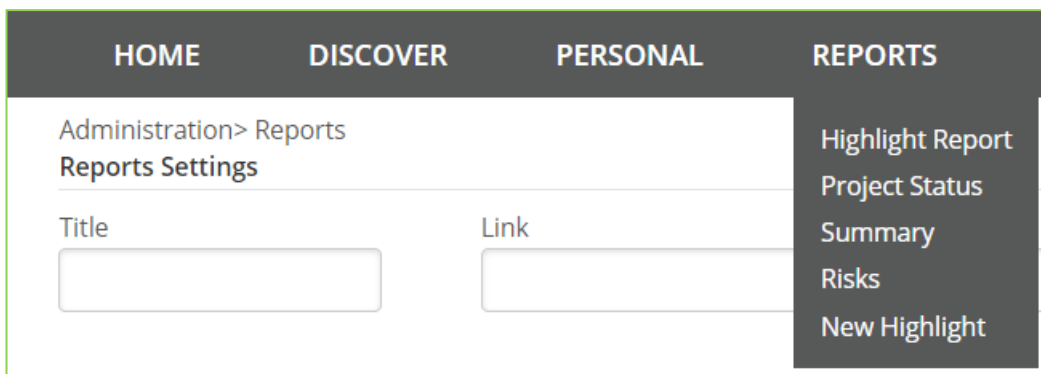 HOME DISCOVER PERSONAL REPORTS
Administration> Reports
Reports Settings
Title Link
Highlight Report
Project Status
Summary
Risks
New Highlight